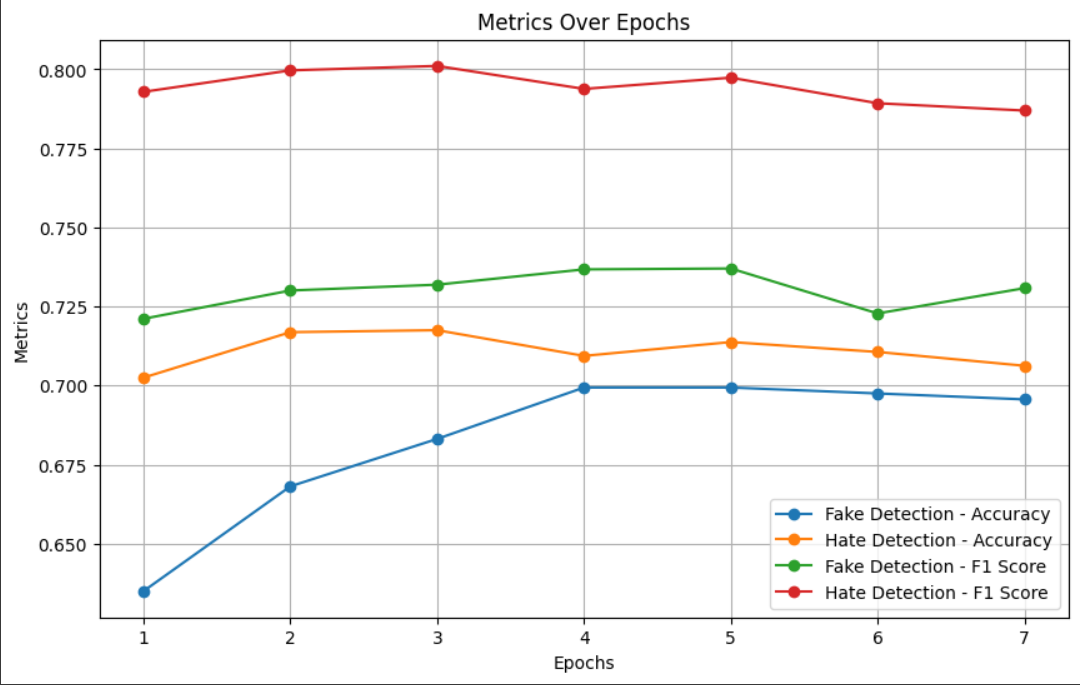 Metrics Over Epochs
0.800
0.775
0.750
0.725
0.700
0.675
0.650
Metrics
1 2 3 4 5 6 7
Epochs
Fake Detection - Accuracy
Hate Detection - Accuracy
Fake Detection - F1 Score
Hate Detection - F1 Score